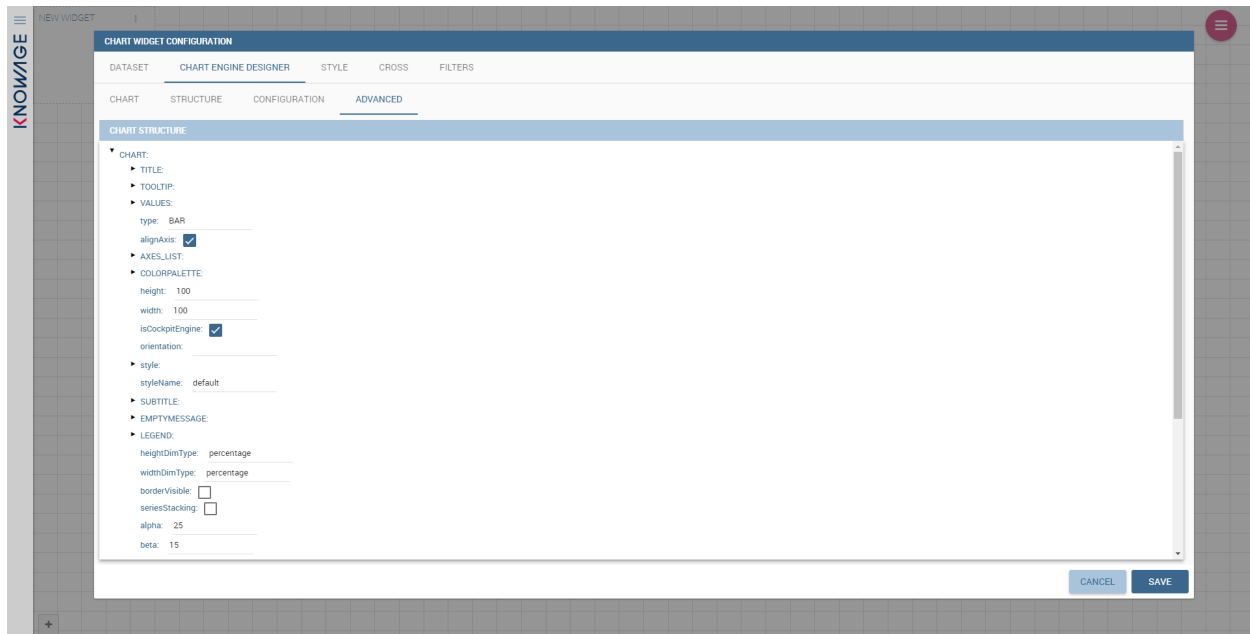 NEW WIDGET
KNOWAGE
CHART WIDGET CONFIGURATION
DATASET CHART ENGINE DESIGNER STYLE CROSS FILTERS
CHART STRUCTURE CONFIGURATION ADVANCED
CHART STRUCTURE
CHART:
TITLE:
TOOLTIP:
VALUES:
type: BAR
alignAxis:
AXES_LIST:
COLORPALETTE:
height: 100
width: 100
isCockpitEngine:
orientation:
style:
styleName: default
SUBTITLE:
EMPTYMESSAGE:
LEGEND:
heightDimType: percentage
widthDimType: percentage
borderVisible:
seriesStacking:
alpha: 25
beta: 15
CANCEL SAVE